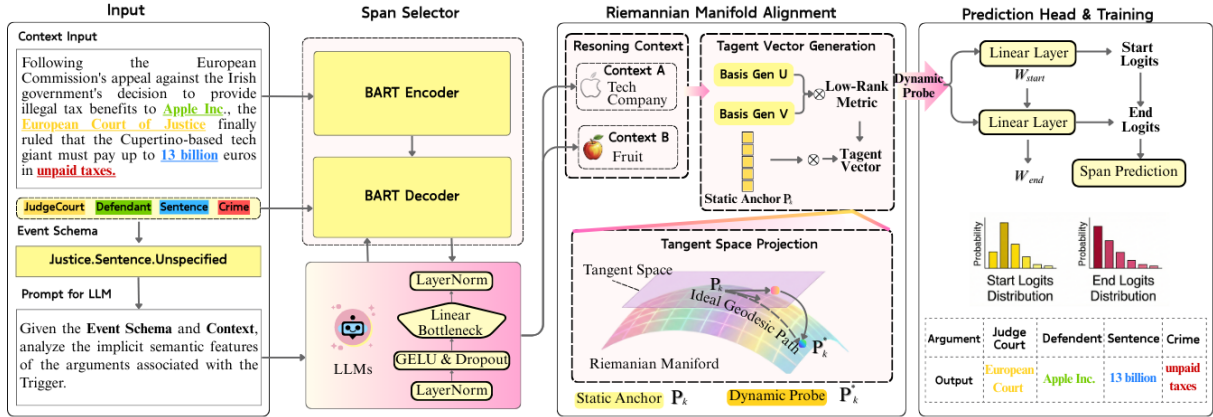 Input
Context Input
Following the European
Commission's appeal against the Irish
government's decision to provide
illegal tax benefits to Apple Inc., the
European Court of Justice finally
ruled that the Cupertino-based tech
giant must pay up to 13 billion euros
in unpaid taxes.
JudgeCourt Defendant Sentence Crime
Event Schema
Justice.Sentence.Unspecified
Prompt for LLM
Given the Event Schema and Context,
analyze the implicit semantic features
of the arguments associated with the
Trigger.
Span Selector
BART Encoder
BART Decoder
LLMs
LayerNorm
Linear
Bottleneck
GELU & Dropout
LayerNorm
Riemannian Manifold Alignment
Resoning Context
Context A
Tech
Company
Context B
Fruit
Tagent Vector Generation
Basis Gen U
Basis Gen V
⊗
Low-Rank
Metric
⊗
Tagent
Vector
Static Anchor P_k
Tangent Space Projection
Tangent Space
P_k
Ideal Geodesic Path
P_k^*
Riemanian Maniford
Static Anchor P_k
Dynamic Probe P_k^*
Dynamic
Probe
Prediction Head & Training
Linear Layer
W_start
Start
Logits
Linear Layer
W_end
End
Logits
Span Prediction
Probability
Start Logits
Distribution
Probability
End Logits
Distribution
Argument Judge Court Defendant Sentence Crime
Output European Court Apple Inc. 13 billion unpaid taxes